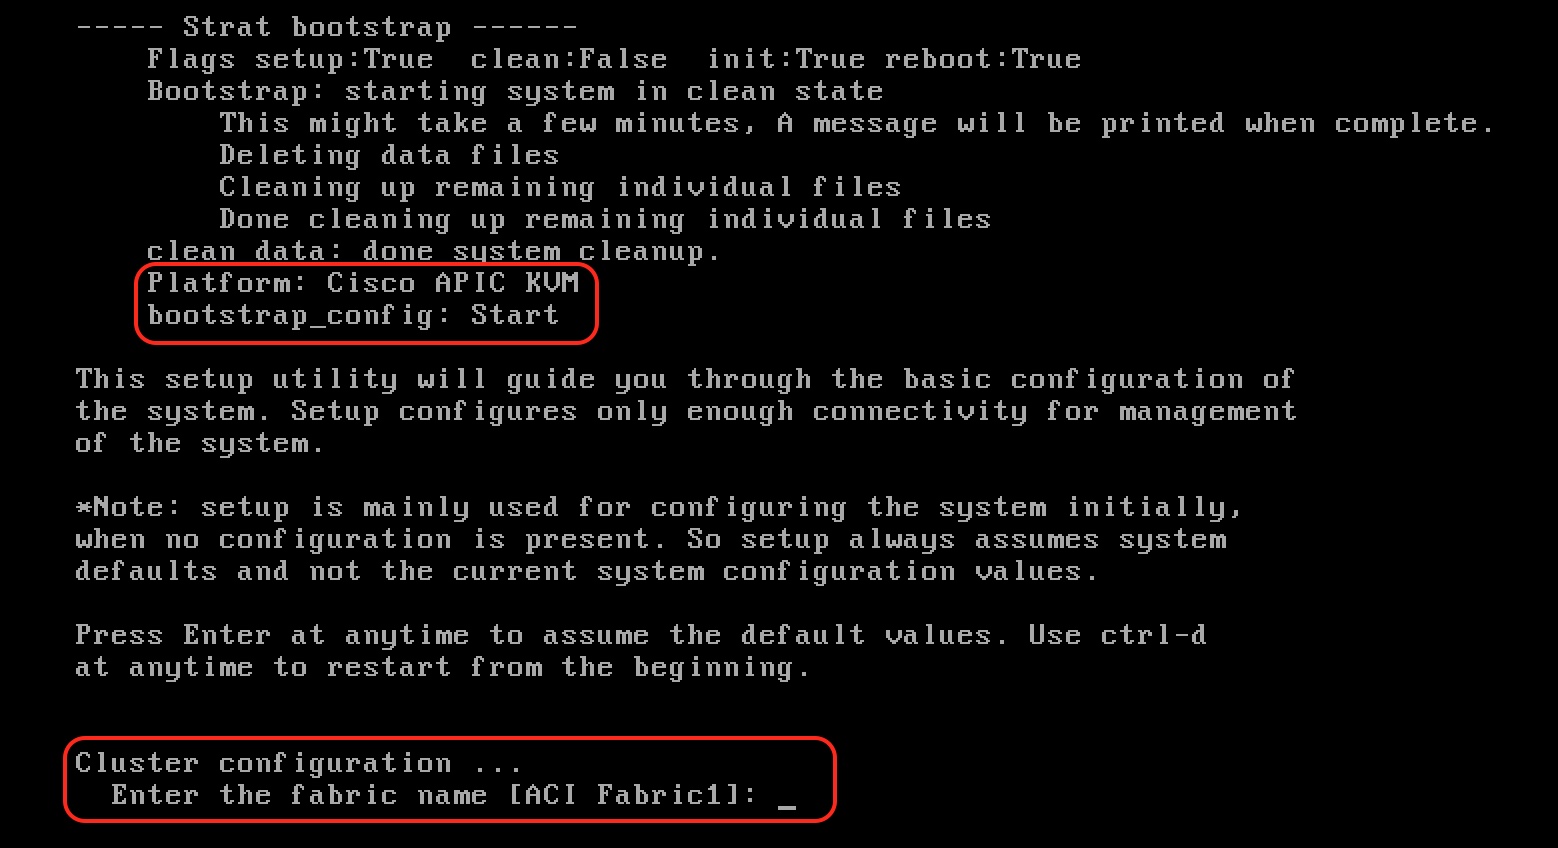 ----- Strat bootstrap ------
Flags setup:True  clean:False  init:True reboot:True
Bootstrap: starting system in clean state
This might take a few minutes, A message will be printed when complete.
Deleting data files
Cleaning up remaining individual files
Done cleaning up remaining individual files
clean data: done system cleanup.
Platform: Cisco APIC KVM
bootstrap_config: Start
This setup utility will guide you through the basic configuration of
the system. Setup configures only enough connectivity for management
of the system.
*Note: setup is mainly used for configuring the system initially,
when no configuration is present. So setup always assumes system
defaults and not the current system configuration values.
Press Enter at anytime to assume the default values. Use ctrl-d
at anytime to restart from the beginning.
Cluster configuration ...
Enter the fabric name [ACI Fabric1]: _